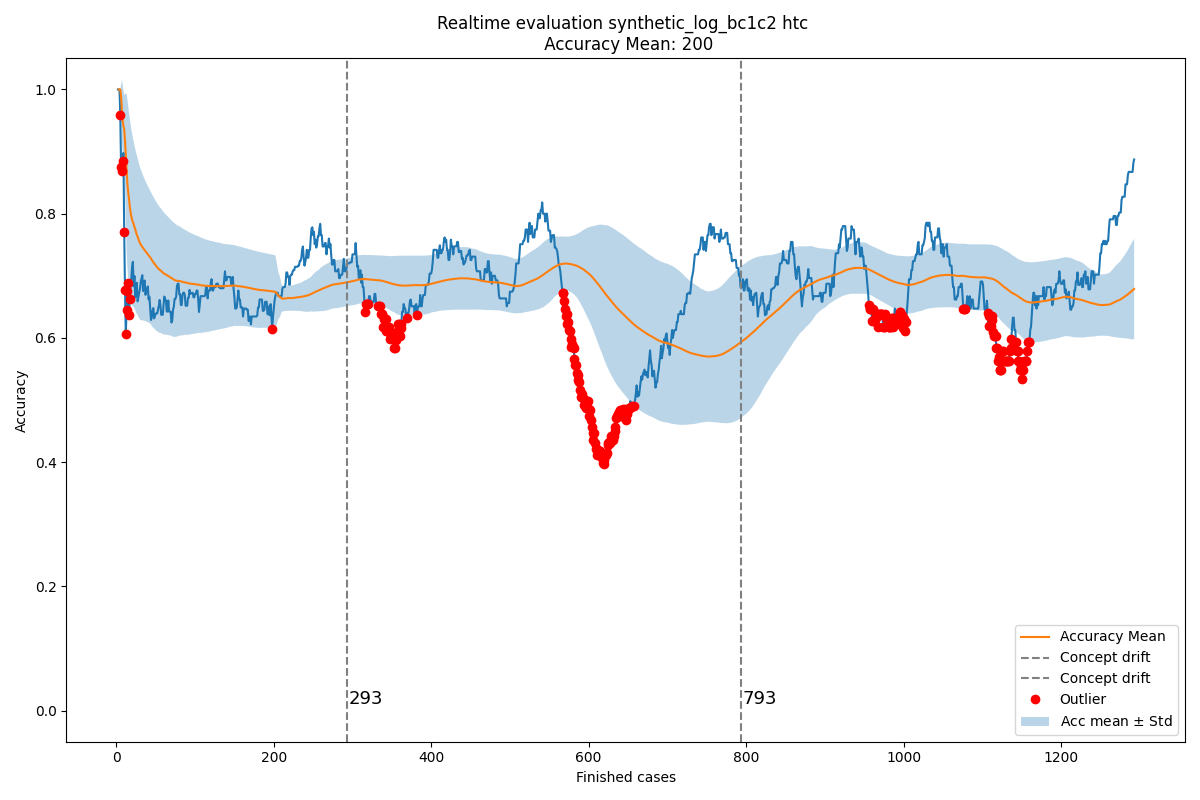 Realtime evaluation synthetic_log_bc1c2 htc
Accuracy Mean: 200
Accuracy
1.0
0.8
0.6
0.4
0.2
0.0
293
793
Accuracy Mean
Concept drift
Concept drift
Outlier
Acc mean ± Std
0
200
400
600
800
1000
1200
Finished cases